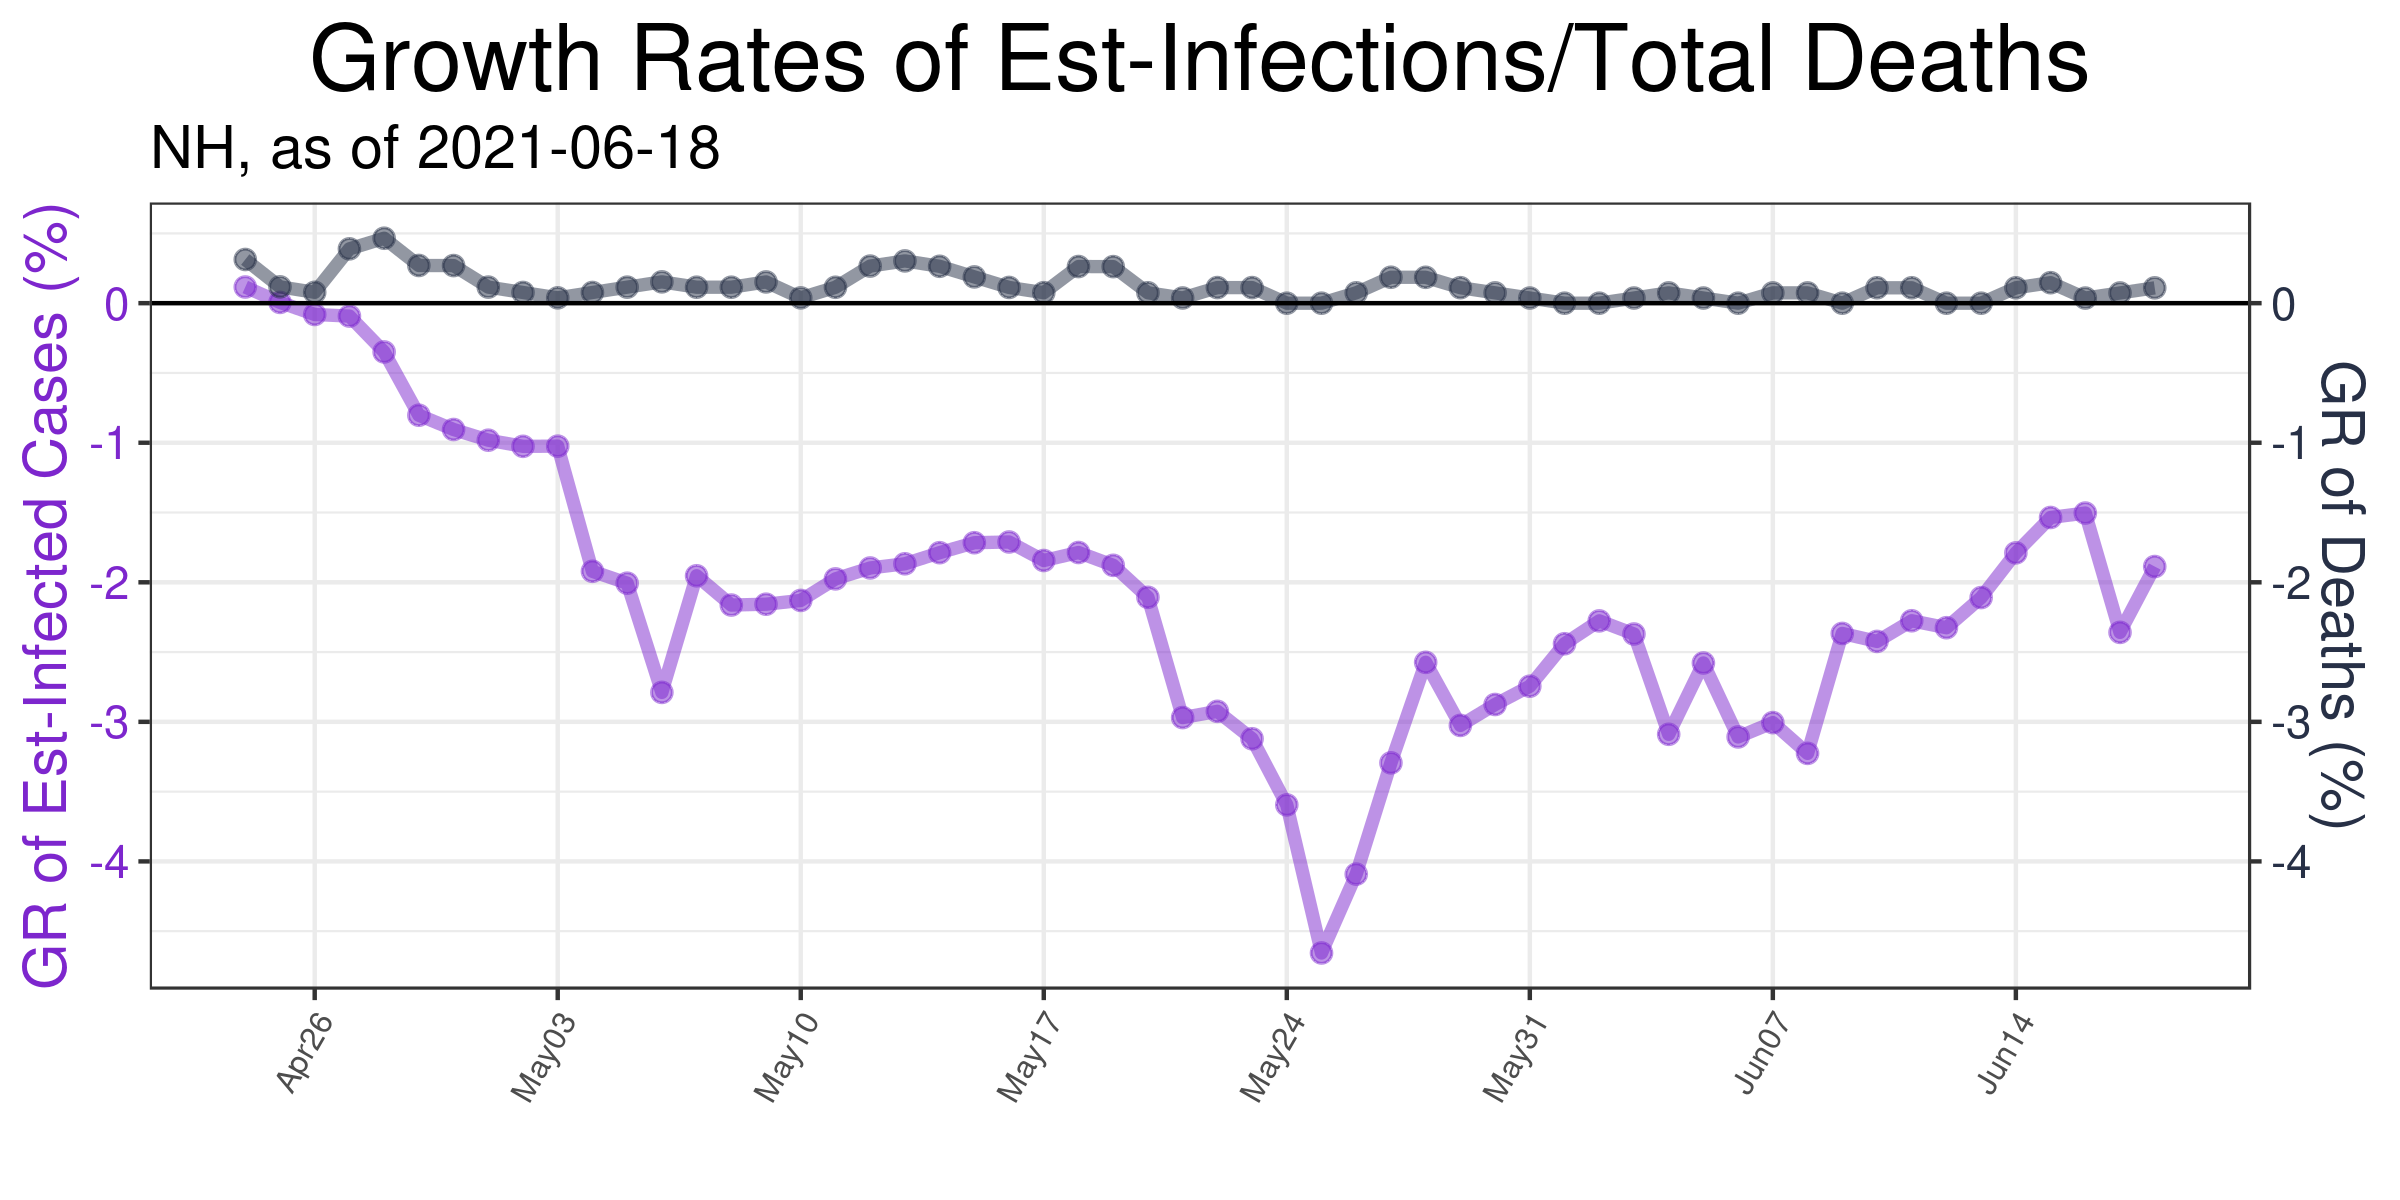 Growth Rates of Est-Infections/Total Deaths
NH, as of 2021-06-18
GR of Est-Infected Cases (%)
0
-1
-2
-3
-4
0
-1
-2
-3
-4
GR of Deaths (%)
Apr26
May03
May10
May17
May24
May31
Jun07
Jun14